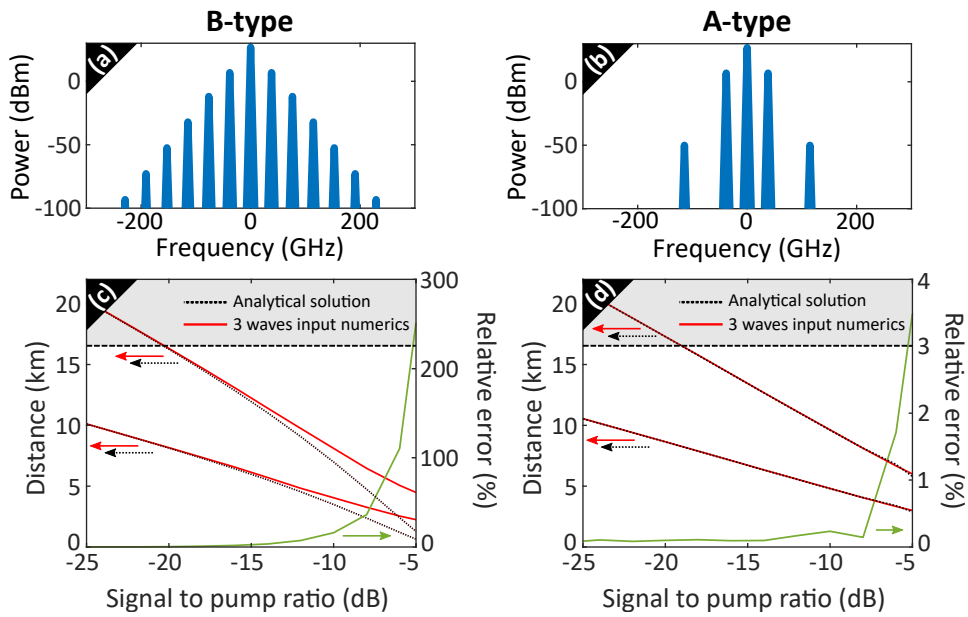 B-type
A-type
(a)
0
-50
-100
Power (dBm)
-200
0
200
Frequency (GHz)
(b)
0
-50
-100
Power (dBm)
-200
0
200
Frequency (GHz)
(c)
Analytical solution
3 waves input numerics
20
15
10
5
0
Distance (km)
300
200
100
0
Relative error (%)
-25
-20
-15
-10
-5
Signal to pump ratio (dB)
(d)
Analytical solution
3 waves input numerics
20
15
10
5
0
Distance (km)
4
3
2
1
0
Relative error (%)
-25
-20
-15
-10
-5
Signal to pump ratio (dB)